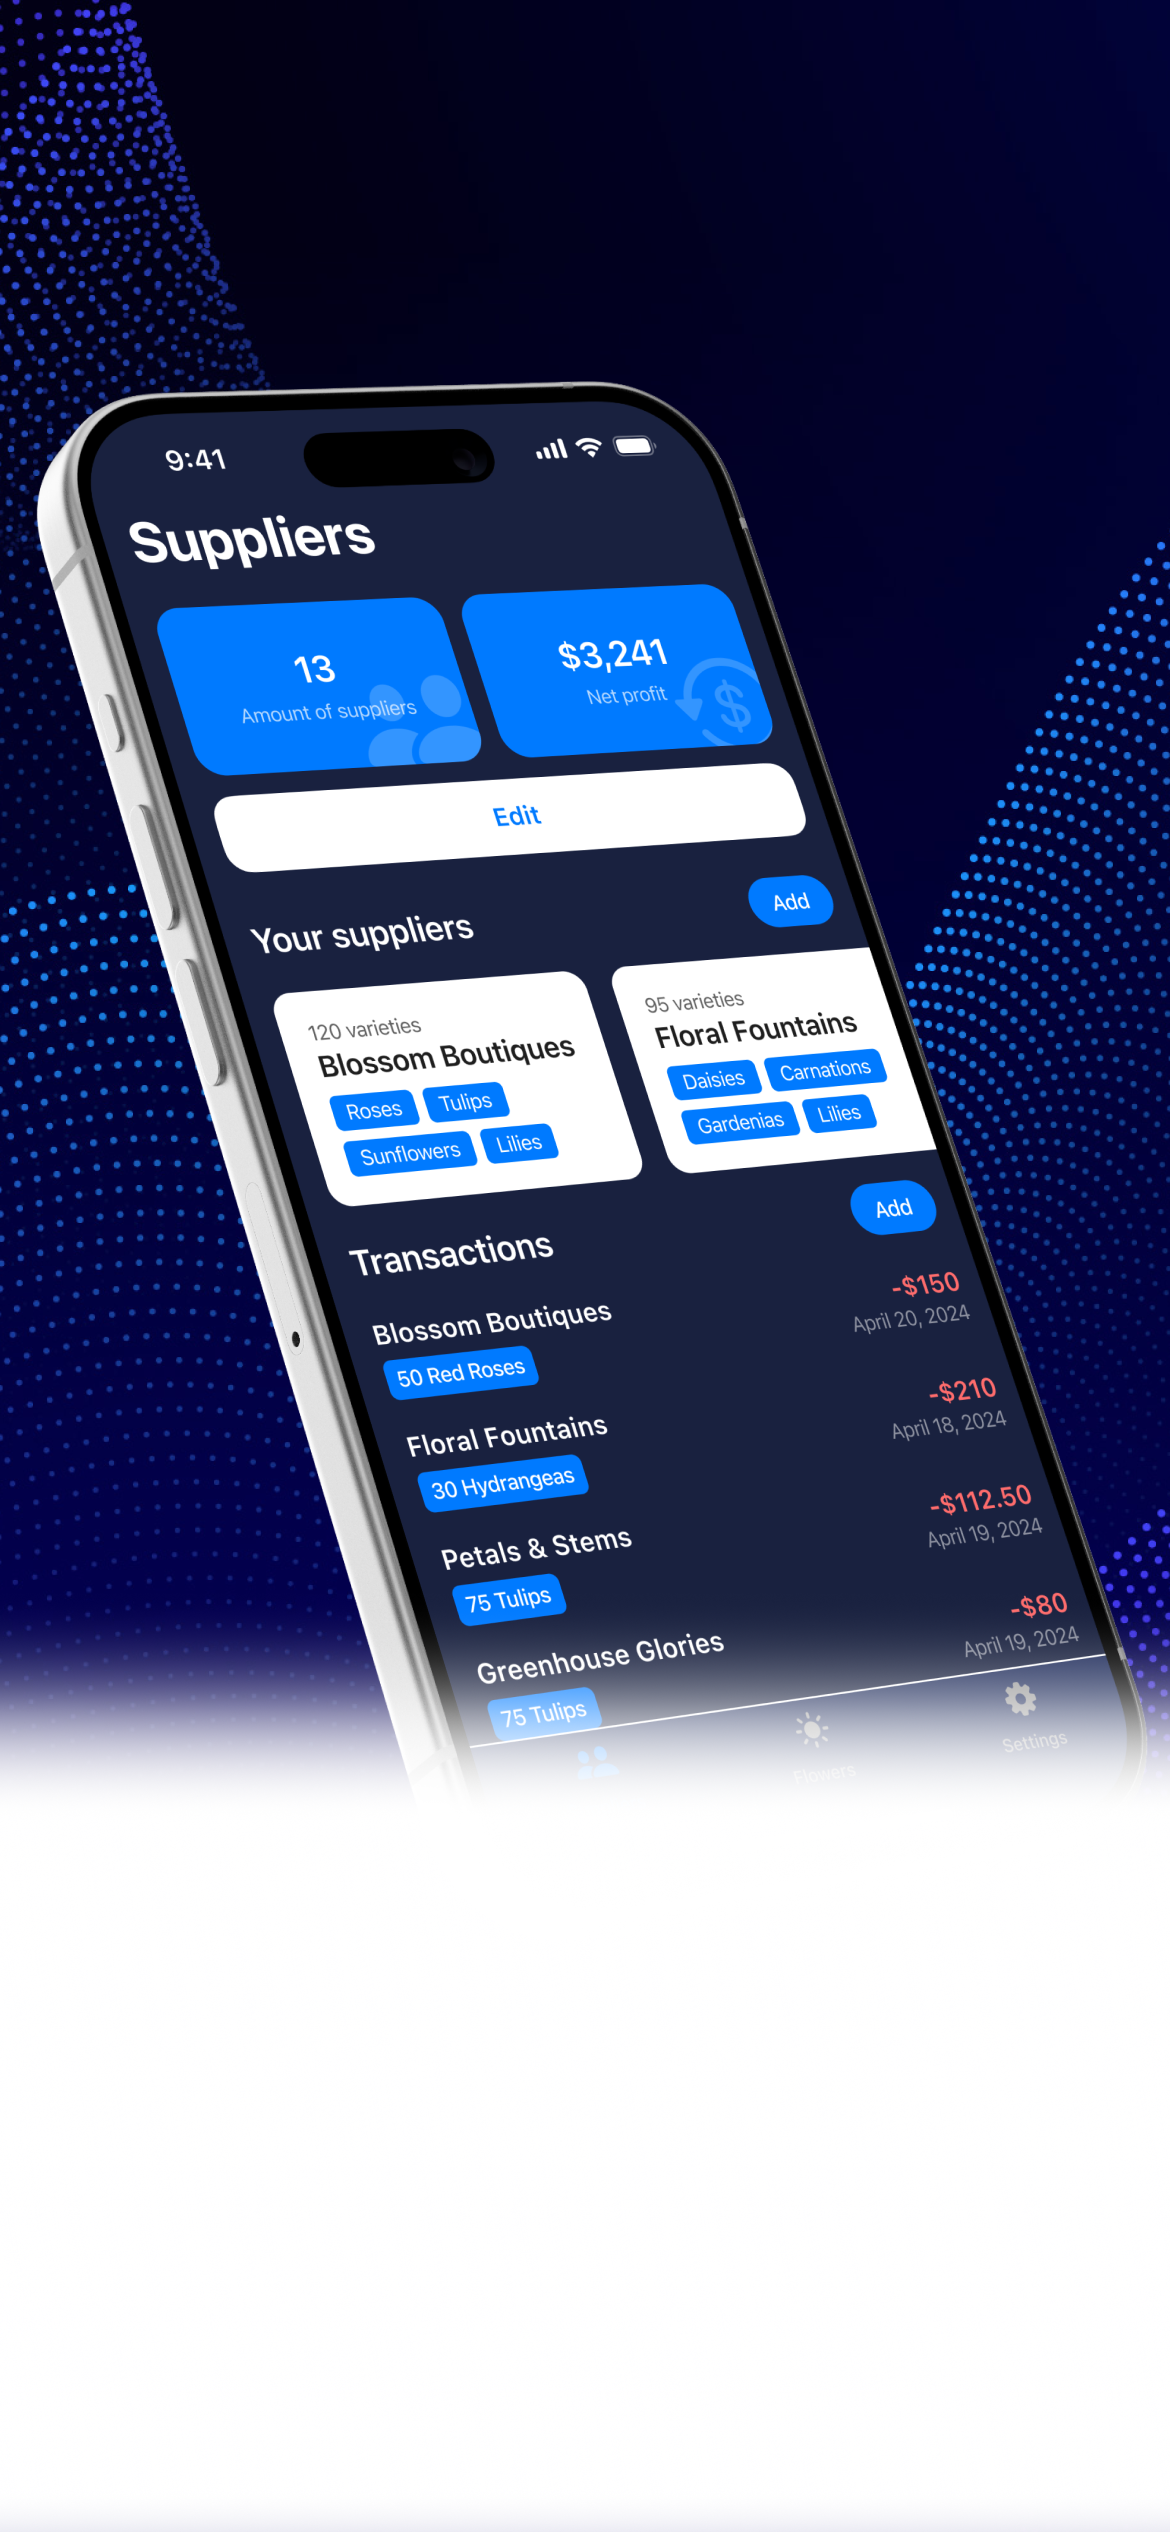 9:41
Suppliers
13
Amount of suppliers
$3,241
Net profit
Edit
Your suppliers
Add
120 varieties
Blossom Boutiques
Roses
Tulips
Sunflowers
Lilies
95 varieties
Floral Fountains
Daisies
Carnations
Gardenias
Lilies
Transactions
Add
Blossom Boutiques
-$150
50 Red Roses
April 20, 2024
Floral Fountains
-$210
30 Hydrangeas
April 18, 2024
Petals & Stems
-$112.50
75 Tulips
April 19, 2024
Greenhouse Glories
-$80
75 Tulips
April 19, 2024
Flowers
Settings